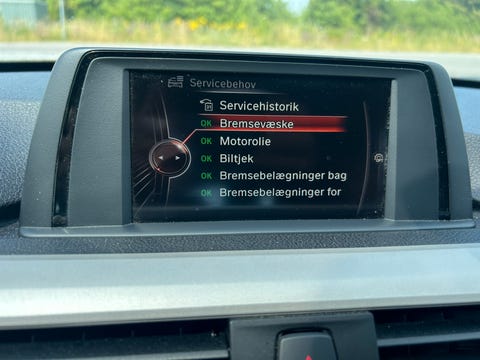 Servicebehov
Servicehistorik
OK Bremsevæske
OK Motorolie
OK Biltjek
OK Bremsebelægninger bag
OK Bremsebelægninger for